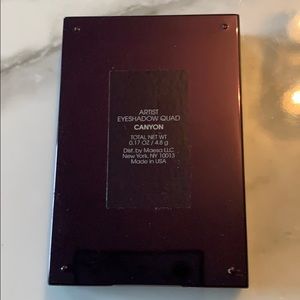 ARTIST
EYESHADOW QUAD
CANYON
TOTAL NET WT.
0.17 OZ / 4.8 g
Dist. by Maesa LLC
New York, NY 10013
Made in USA